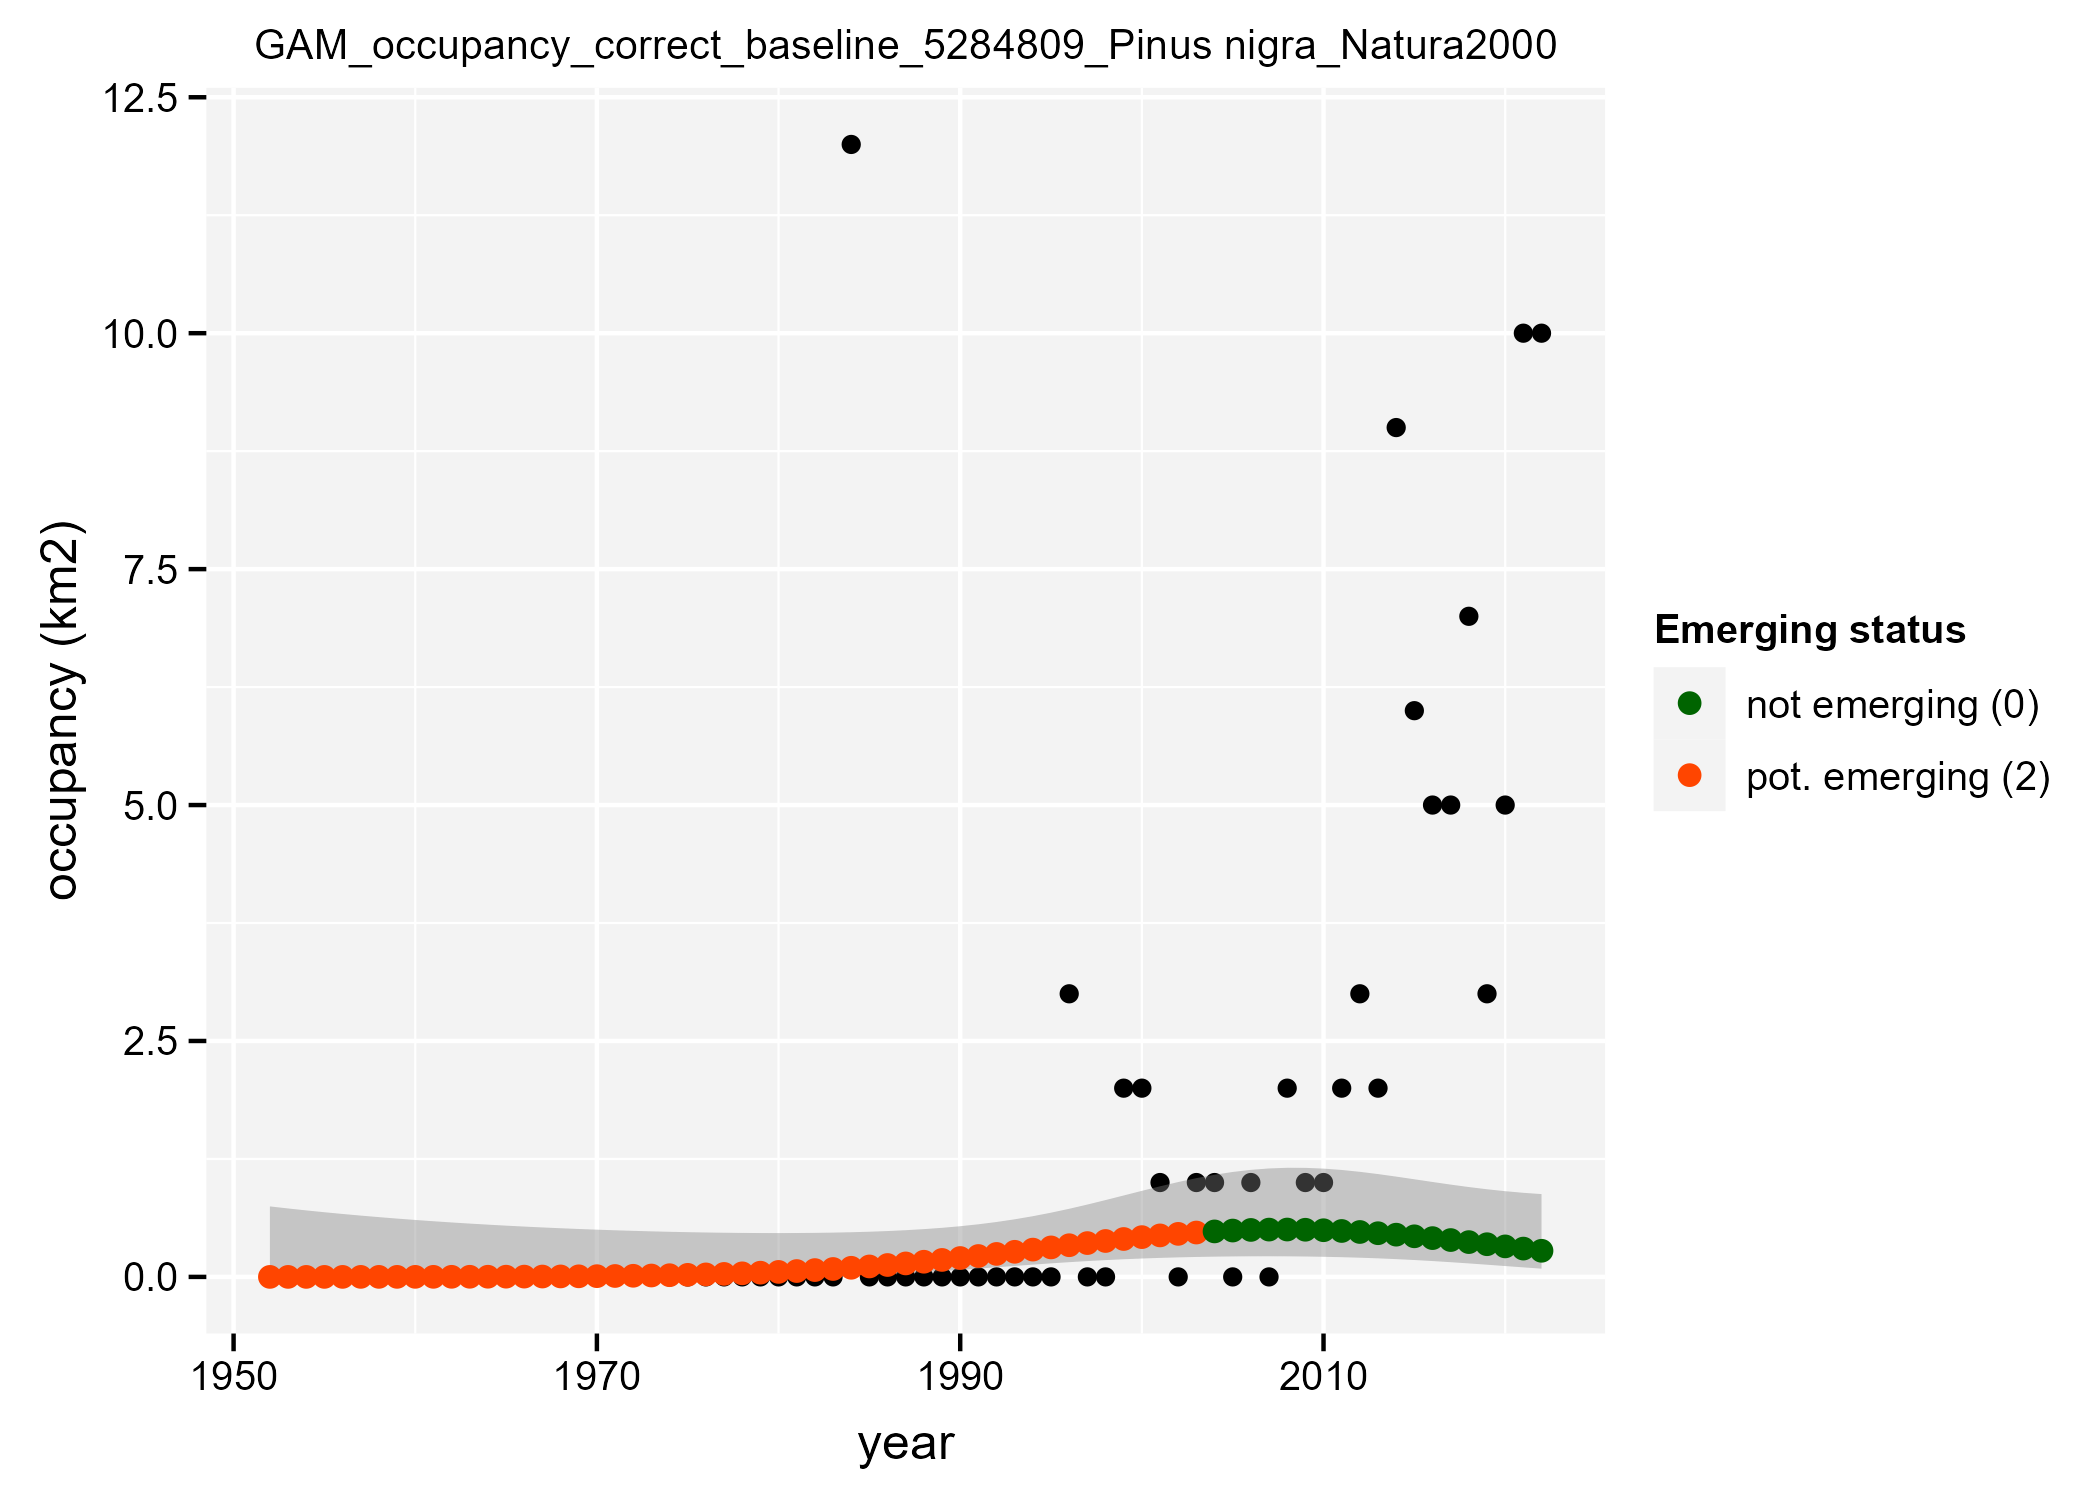 GAM_occupancy_correct_baseline_5284809_Pinus nigra_Natura2000
12.5
10.0
7.5
5.0
2.5
0.0
occupancy (km2)
1950
1970
1990
2010
year
Emerging status
not emerging (0)
pot. emerging (2)